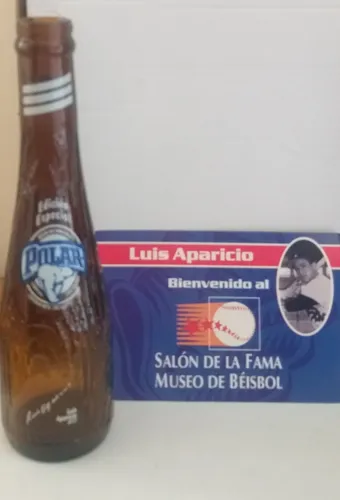 Edición
Especial
POLAR
Luis Aparicio
Bienvenido al
SALÓN DE LA FAMA
MUSEO DE BÉISBOL